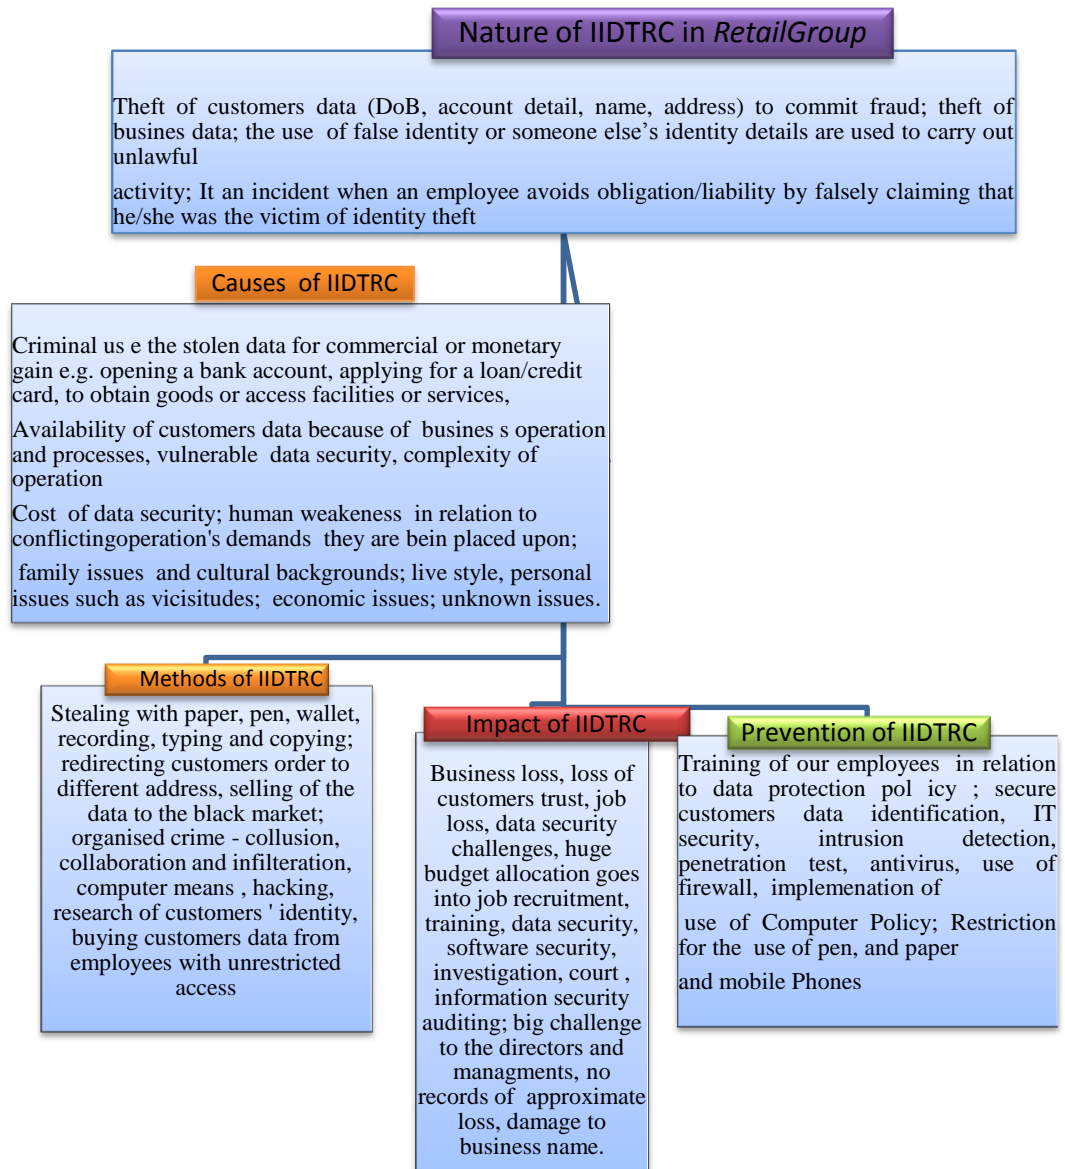 Nature of IIDTRC in RetailGroup
Theft of customers data (DoB, account detail, name, address) to commit fraud; theft of
busines data; the use of false identity or someone else’s identity details are used to carry out
unlawful
activity; It an incident when an employee avoids obligation/liability by falsely claiming that
he/she was the victim of identity theft
Causes of IIDTRC
Criminal us e the stolen data for commercial or monetary
gain e.g. opening a bank account, applying for a loan/credit
card, to obtain goods or access facilities or services,
Availability of customers data because of busines s operation
and processes, vulnerable data security, complexity of
operation
Cost of data security; human weakeness in relation to
conflictingoperation's demands they are bein placed upon;
family issues and cultural backgrounds; live style, personal
issues such as vicisitudes; economic issues; unknown issues.
Methods of IIDTRC
Stealing with paper, pen, wallet,
recording, typing and copying;
redirecting customers order to
different address, selling of the
data to the black market;
organised crime - collusion,
collaboration and infilteration,
computer means , hacking,
research of customers ' identity,
buying customers data from
employees with unrestricted
access
Impact of IIDTRC
Business loss, loss of
customers trust, job
loss, data security
challenges, huge
budget allocation goes
into job recruitment,
training, data security,
software security,
investigation, court ,
information security
auditing; big challenge
to the directors and
managments, no
records of approximate
loss, damage to
business name.
Prevention of IIDTRC
Training of our employees in relation
to data protection pol icy ; secure
customers data identification, IT
security, intrusion detection,
penetration test, antivirus, use of
firewall, implemenation of
use of Computer Policy; Restriction
for the use of pen, and paper
and mobile Phones